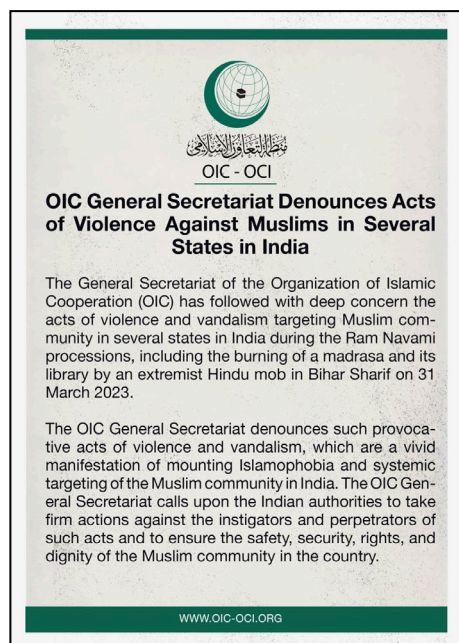 منظمة التعاون الإسلامي
OIC - OCI
OIC General Secretariat Denounces Acts
of Violence Against Muslims in Several
States in India
The General Secretariat of the Organization of Islamic
Cooperation (OIC) has followed with deep concern the
acts of violence and vandalism targeting Muslim com-
munity in several states in India during the Ram Navami
processions, including the burning of a madrasa and its
library by an extremist Hindu mob in Bihar Sharif on 31
March 2023.
The OIC General Secretariat denounces such provoca-
tive acts of violence and vandalism, which are a vivid
manifestation of mounting Islamophobia and systemic
targeting of the Muslim community in India. The OIC Gen-
eral Secretariat calls upon the Indian authorities to take
firm actions against the instigators and perpetrators of
such acts and to ensure the safety, security, rights, and
dignity of the Muslim community in the country.
WWW.OIC-OCI.ORG